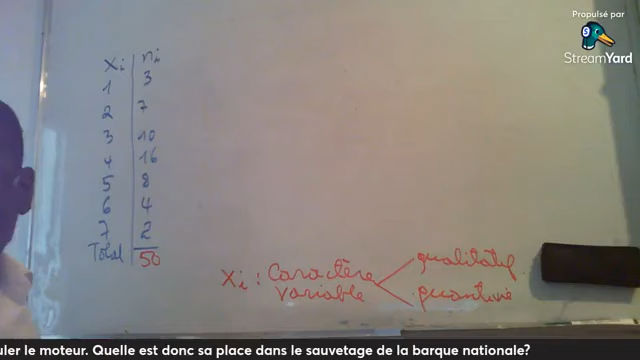 Propulsé par
StreamYard
xi ni
1 3
2 7
3 10
4 16
5 8
6 4
7 2
Total 50
xi : Caractère qualitatif
variable
uler le moteur. Quelle est donc sa place dans le sauvetage de la barque nationale?